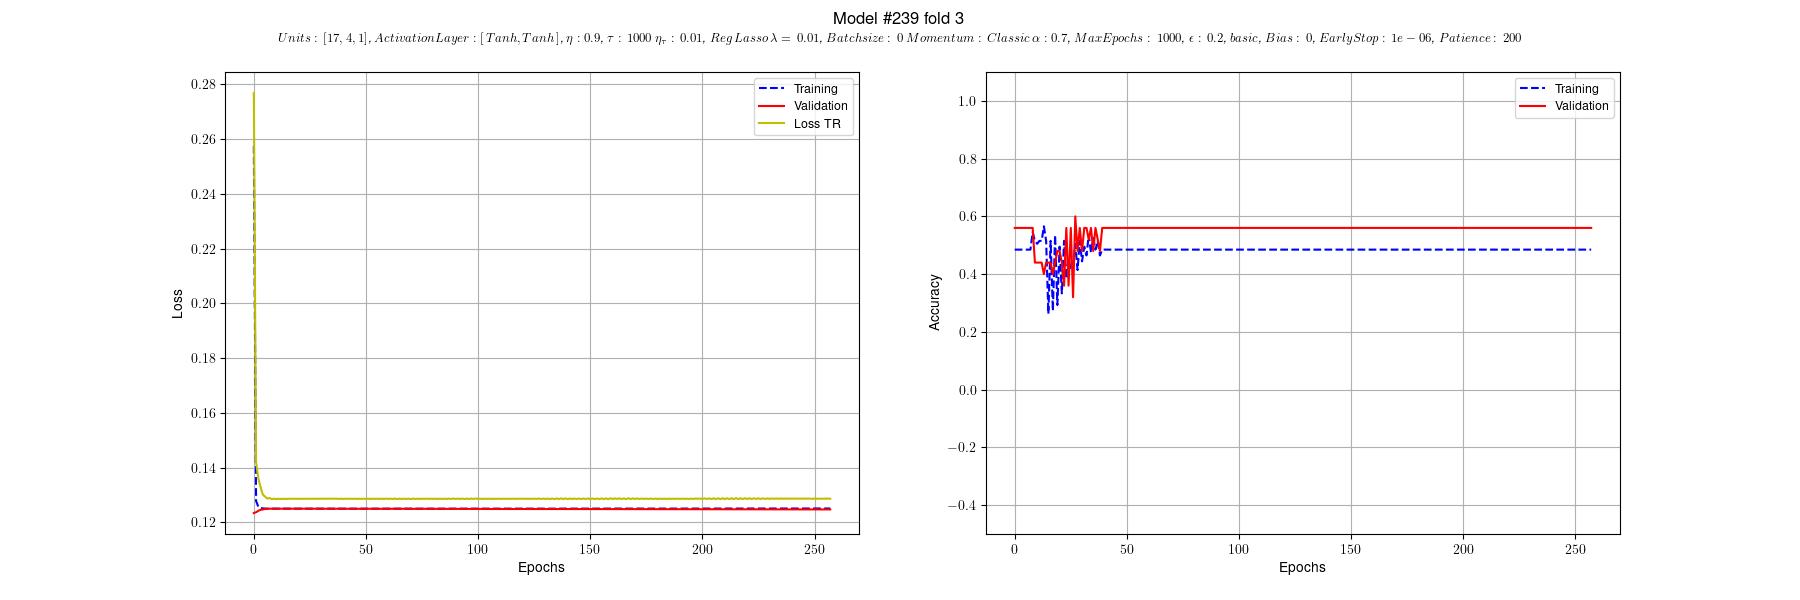 Model #239 fold 3
Units : [17, 4, 1], ActivationLayer : [Tanh, Tanh], η : 0.9, τ : 1000 η_τ : 0.01, Reg Lasso λ = 0.01, Batchsize : 0 Momentum : Classic α : 0.7, MaxEpochs : 1000, ϵ : 0.2, basic, Bias : 0, EarlyStop : 1e − 06, Patience : 200
0.28
0.26
0.24
0.22
0.20
0.18
0.16
0.14
0.12
Loss
0 50 100 150 200 250
Epochs
Training
Validation
Loss TR
1.0
0.8
0.6
0.4
0.2
0.0
−0.2
−0.4
Accuracy
0 50 100 150 200 250
Epochs
Training
Validation